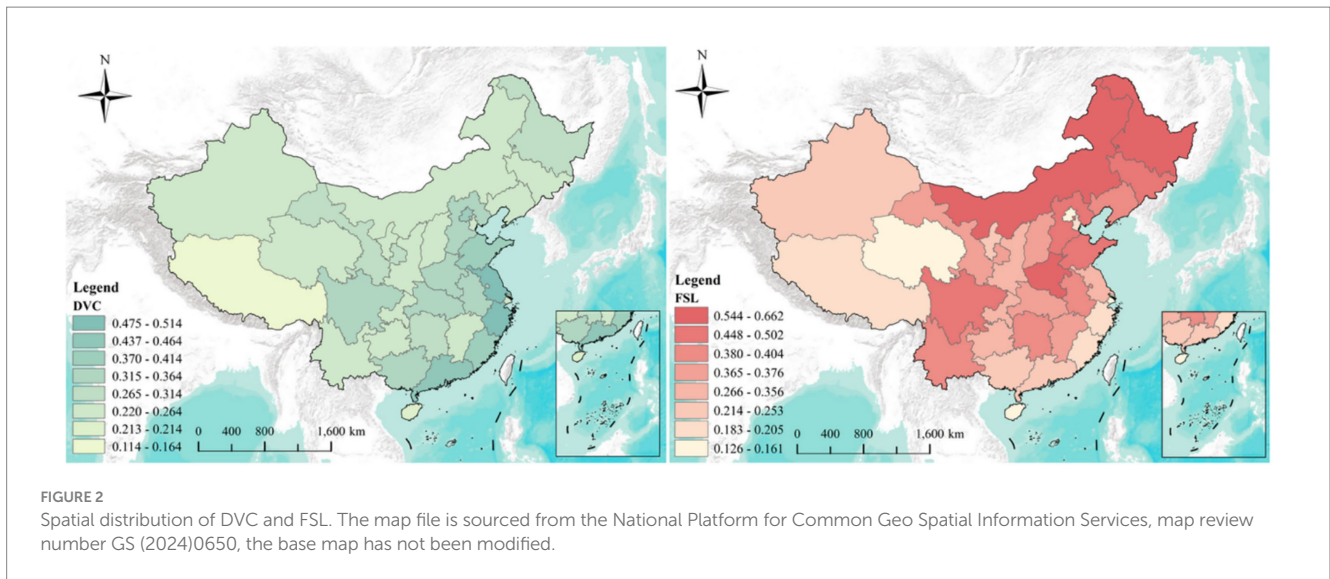 N
Legend
DVC
0.475 - 0.514
0.437 - 0.464
0.370 - 0.414
0.315 - 0.364
0.265 - 0.314
0.220 - 0.264
0.213 - 0.214
0.114 - 0.164
0 400 800 1,600 km
N
Legend
FSL
0.544 - 0.662
0.448 - 0.502
0.380 - 0.404
0.365 - 0.376
0.266 - 0.356
0.214 - 0.253
0.183 - 0.205
0.126 - 0.161
0 400 800 1,600 km
FIGURE 2
Spatial distribution of DVC and FSL. The map file is sourced from the National Platform for Common Geo Spatial Information Services, map review
number GS (2024)0650, the base map has not been modified.